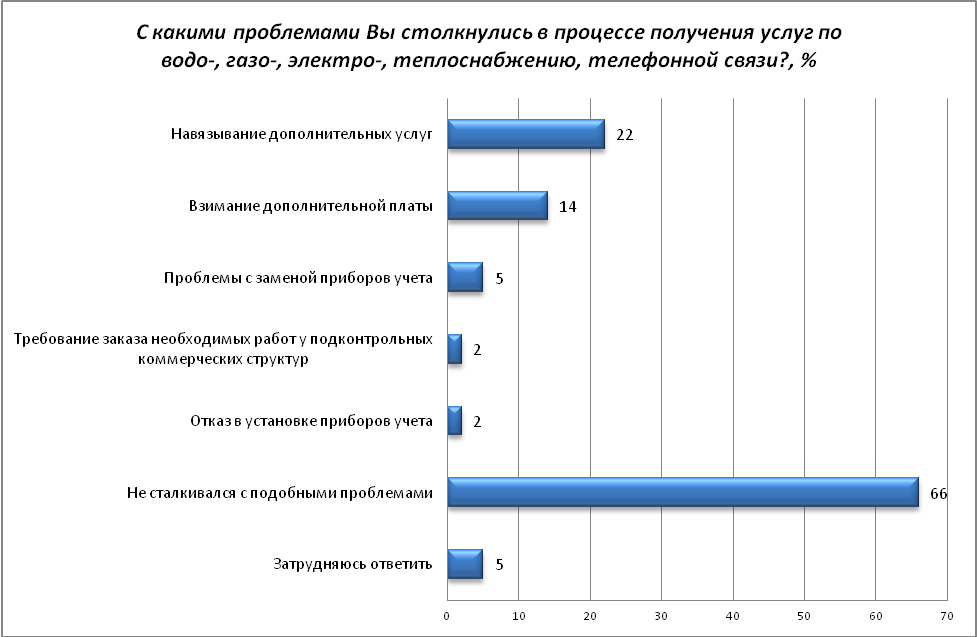 С какими проблемами Вы столкнулись в процессе получения услуг по
водо-, газо-, электро-, теплоснабжению, телефонной связи?, %
Навязывание дополнительных услуг
22
Взимание дополнительной платы
14
Проблемы с заменой приборов учета
5
Требование заказа необходимых работ у подконтрольных
коммерческих структур
2
Отказ в установке приборов учета
2
Не сталкивался с подобными проблемами
66
Затрудняюсь ответить
5
0 10 20 30 40 50 60 70